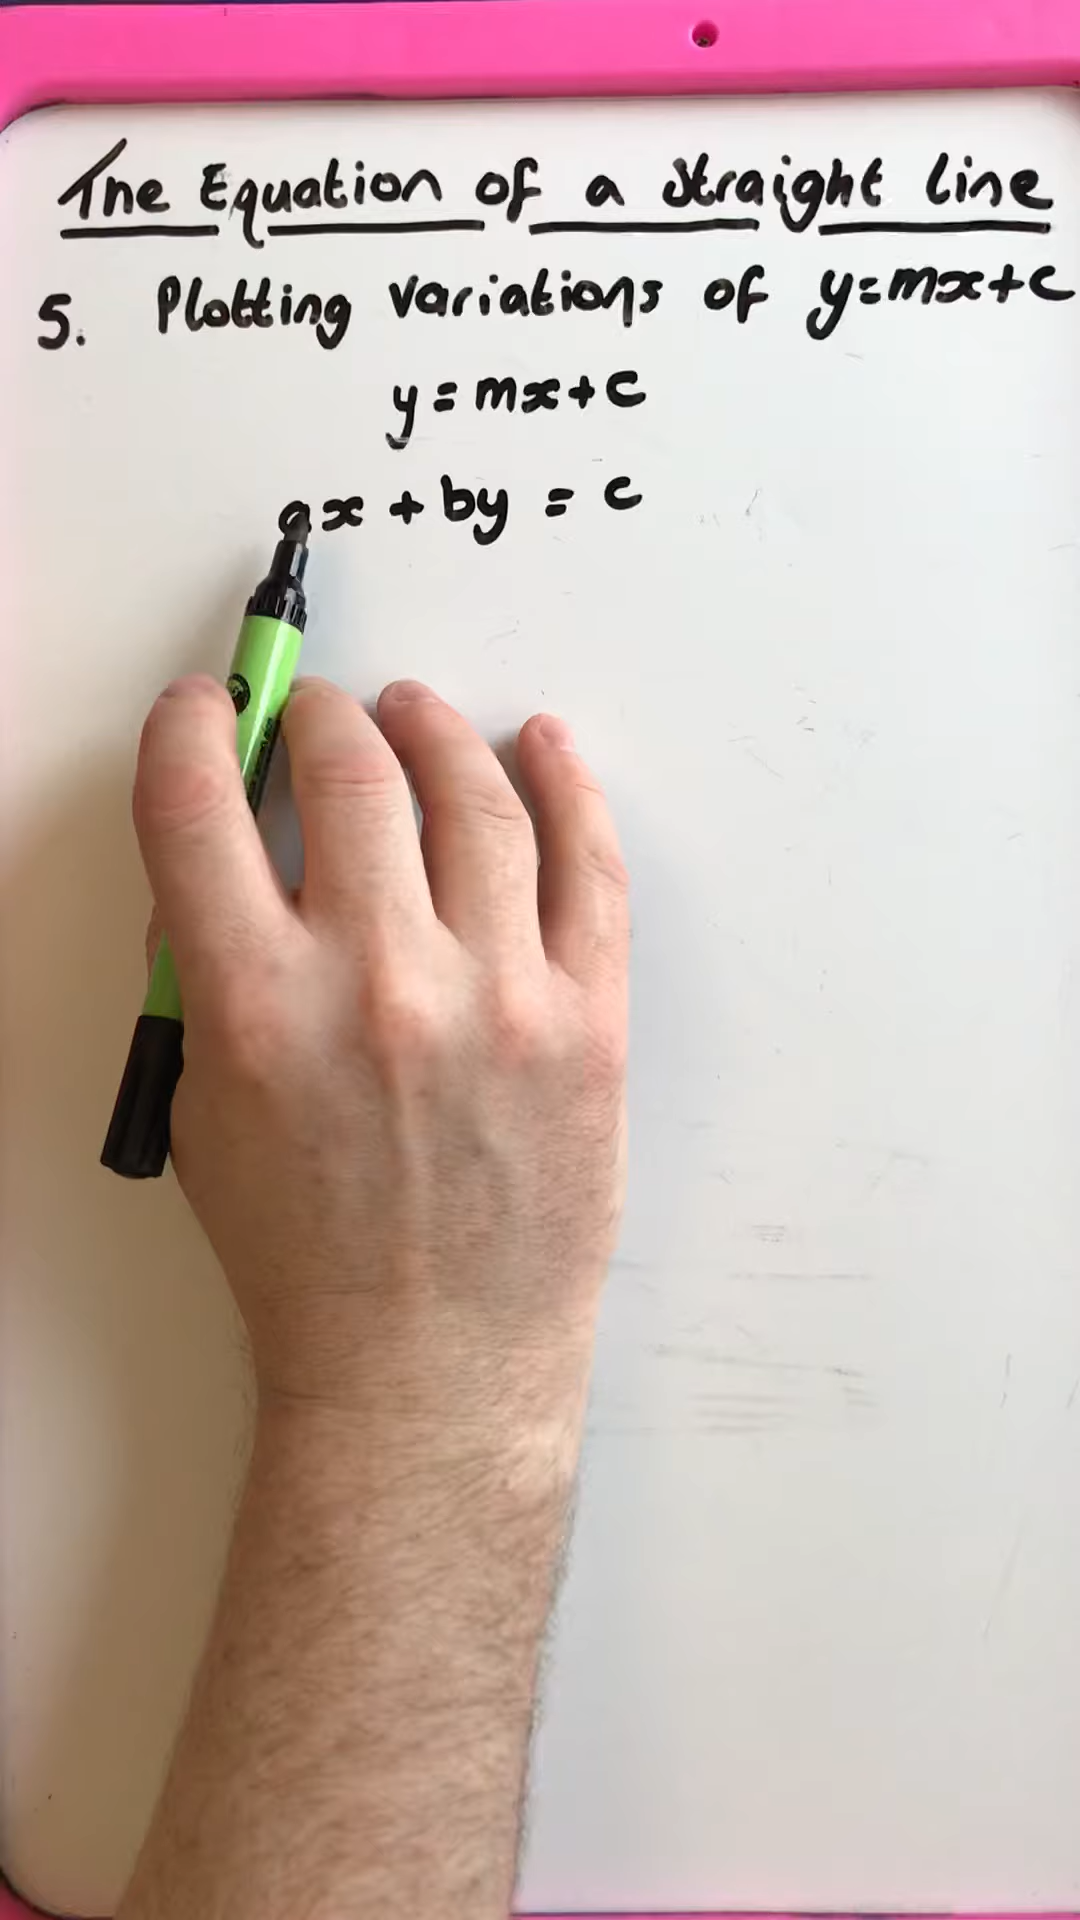 The Equation of a Straight line
5. Plotting variations of y=mx+c
y=mx+c
ax + by = c